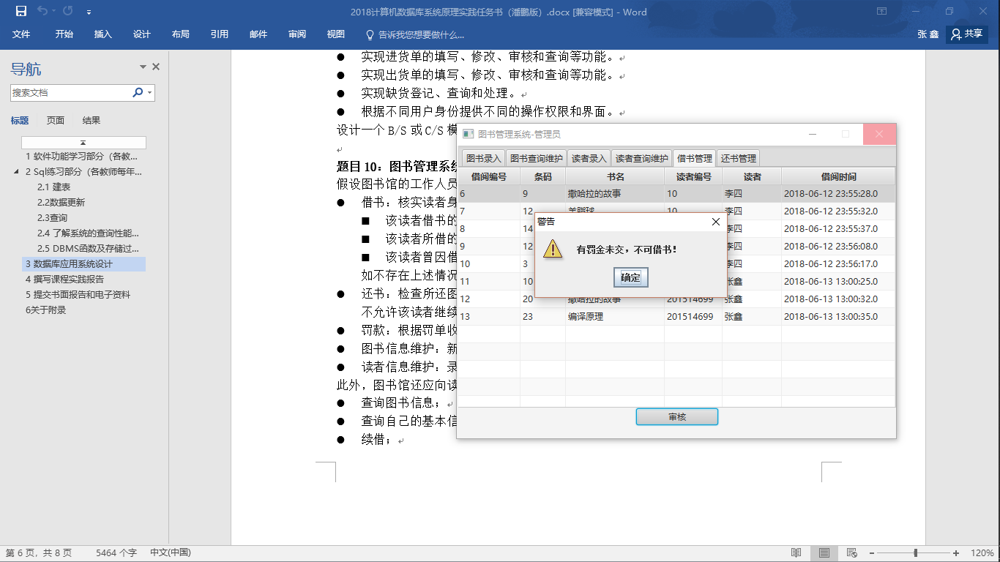 2018计算机数据库系统原理实践任务书（潘鹏版）.docx [兼容模式] - Word
文件 开始 插入 设计 布局 引用 邮件 审阅 视图 告诉我您想要做什么... 张 鑫 共享
导航
搜索文档
标题 页面 结果
1 软件功能学习部分（各教...
2 Sql练习部分（各教师每年...
2.1 建表
2.2数据更新
2.3查询
2.4 了解系统的查询性能...
2.5 DBMS函数及存储过...
3 数据库应用系统设计
4 撰写课程实践报告
5 提交书面报告和电子资料
6关于附录
● 实现进货单的填写、修改、审核和查询等功能。
● 实现出货单的填写、修改、审核和查询等功能。
● 实现缺货登记、查询和处理。
● 根据不同用户身份提供不同的操作权限和界面。
设计一个 B/S 或 C/S 模
题目 10：图书管理系统
假设图书馆的工作人员
● 借书：核实读者身
■ 该读者借书的
■ 该读者所借的
■ 该读者曾因借
如不存在上述情况
● 还书：检查所还图
不允许该读者继续
● 罚款：根据罚单收
● 图书信息维护：新
● 读者信息维护：录
此外，图书馆还应向读
● 查询图书信息；
● 查询自己的基本信
● 续借；
图书管理系统-管理员
图书录入 图书查询维护 读者录入 读者查询维护 借书管理 还书管理
借阅编号 条码 书名 读者编号 读者 借阅时间
6 9 撒哈拉的故事 10 李四 2018-06-12 23:55:28.0
7 12 羊脂球 10 李四 2018-06-12 23:55:32.0
8 14 李四 2018-06-12 23:55:37.0
9 12 李四 2018-06-12 23:56:08.0
10 3 李四 2018-06-12 23:56:17.0
11 10 张鑫 2018-06-13 13:00:25.0
12 20 撒哈拉的故事 201514699 张鑫 2018-06-13 13:00:32.0
13 23 编译原理 201514699 张鑫 2018-06-13 13:00:35.0
审核
警告
有罚金未交，不可借书！
确定
第 6 页，共 8 页 5464 个字 中文(中国) 120%